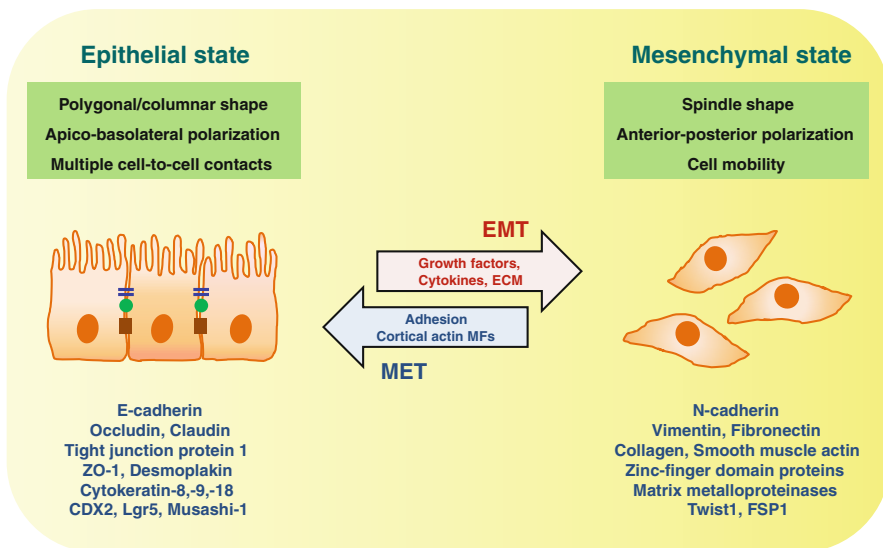 Epithelial state
Polygonal/columnar shape
Apico-basolateral polarization
Multiple cell-to-cell contacts
Mesenchymal state
Spindle shape
Anterior-posterior polarization
Cell mobility
EMT
Growth factors,
Cytokines, ECM
Adhesion
Cortical actin MFs
MET
E-cadherin
Occludin, Claudin
Tight junction protein 1
ZO-1, Desmoplakin
Cytokeratin-8,-9,-18
CDX2, Lgr5, Musashi-1
N-cadherin
Vimentin, Fibronectin
Collagen, Smooth muscle actin
Zinc-finger domain proteins
Matrix metalloproteinases
Twist1, FSP1